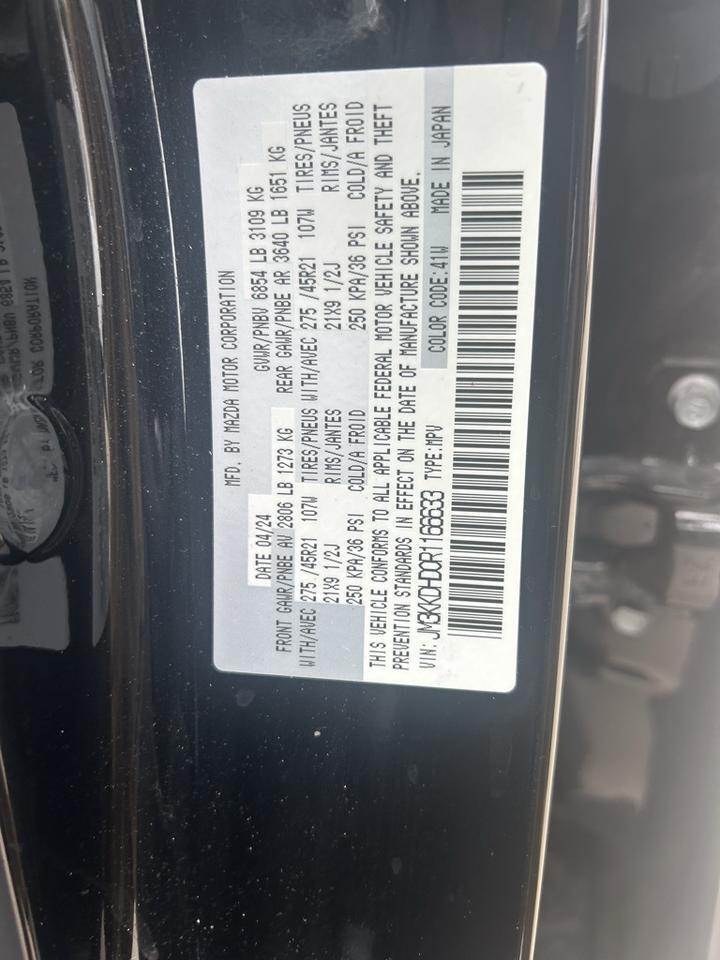 MFD. BY MAZDA MOTOR CORPORATION
DATE 04/24 GVWR/PNBV 6854 LB 3109 KG
FRONT GAWR/PNBE AV 2806 LB 1273 KG REAR GAWR/PNBE AR 3640 LB 1651 KG
WITH/AVEC 275 /45R21 107W TIRES/PNEUS WITH/AVEC 275 /45R21 107W TIRES/PNEUS
21X9 1/2J RIMS/JANTES 21X9 1/2J RIMS/JANTES
250 KPA/36 PSI COLD/A FROID 250 KPA/36 PSI COLD/A FROID
THIS VEHICLE CONFORMS TO ALL APPLICABLE FEDERAL MOTOR VEHICLE SAFETY AND THEFT
PREVENTION STANDARDS IN EFFECT ON THE DATE OF MANUFACTURE SHOWN ABOVE.
VIN: JM3KKDHD0R1166633 TYPE:MPV COLOR CODE:41W MADE IN JAPAN